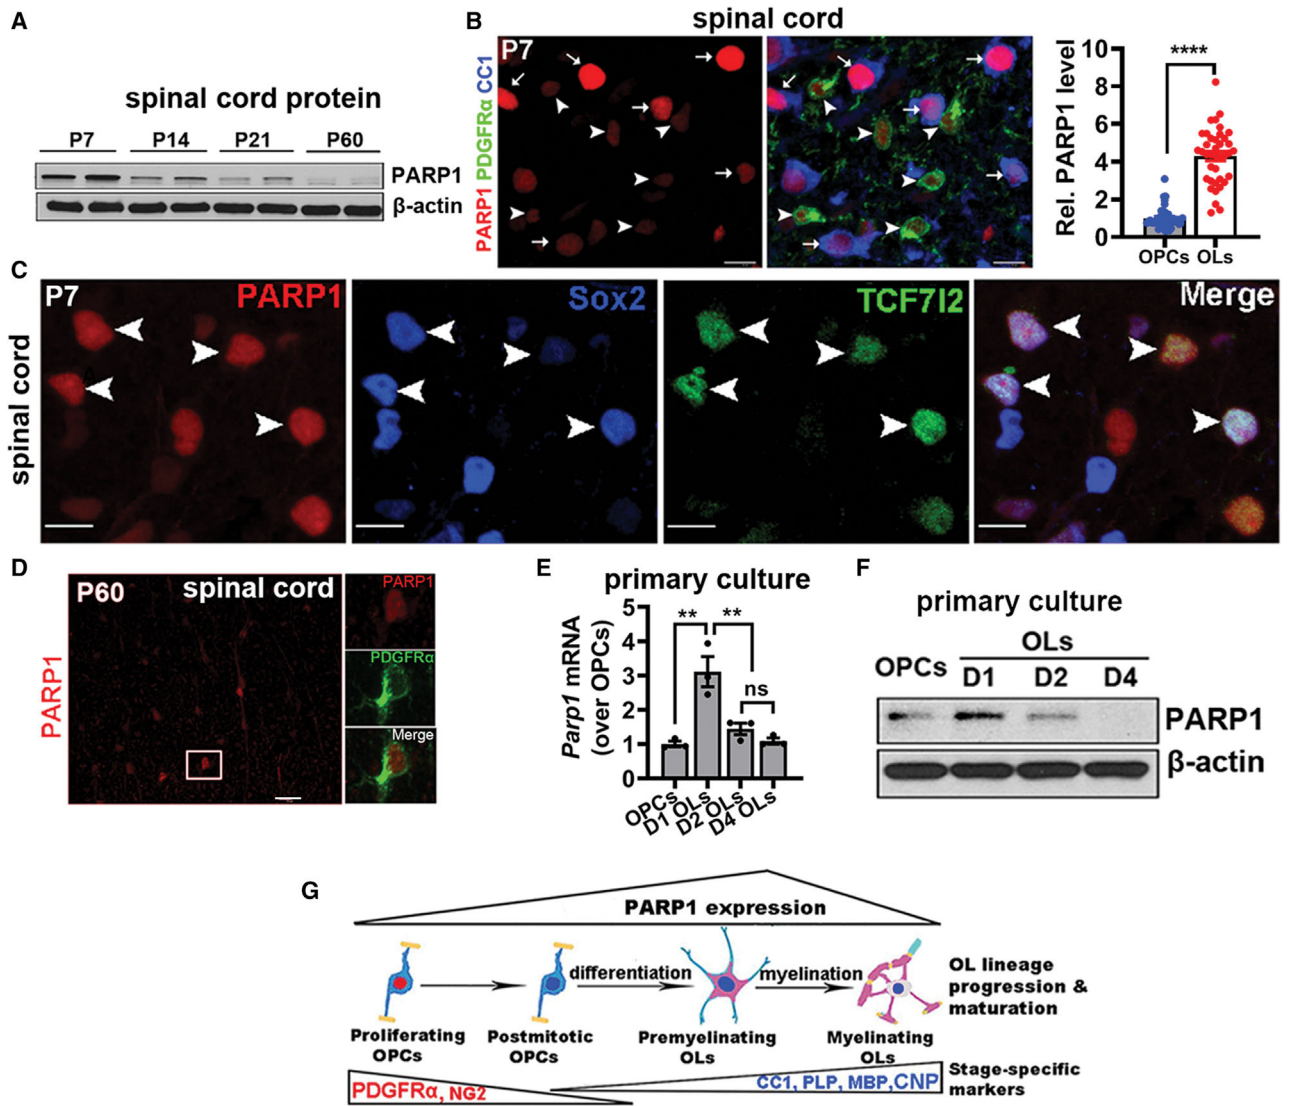 A
spinal cord protein
P7 P14 P21 P60
PARP1
β-actin
B
spinal cord
PARP1 PDGFRα CC1
P7
Rel. PARP1 level
10
8
6
4
2
0
****
OPCs OLs
C
spinal cord
P7 PARP1
Sox2
TCF7l2
Merge
D
PARP1
P60 spinal cord
PARP1
PDGFRα
Merge
E
primary culture
Parp1 mRNA
(over OPCs)
5
4
3
2
1
0
** **
ns
OPCs
D1 OLs
D2 OLs
D4 OLs
F
primary culture
OLs
OPCs D1 D2 D4
PARP1
β-actin
G
PARP1 expression
differentiation myelination
OL lineage
progression &
maturation
Proliferating
OPCs
Postmitotic
OPCs
Premyelinating
OLs
Myelinating
OLs
PDGFRα, NG2
CC1, PLP, MBP,CNP
Stage-specific
markers